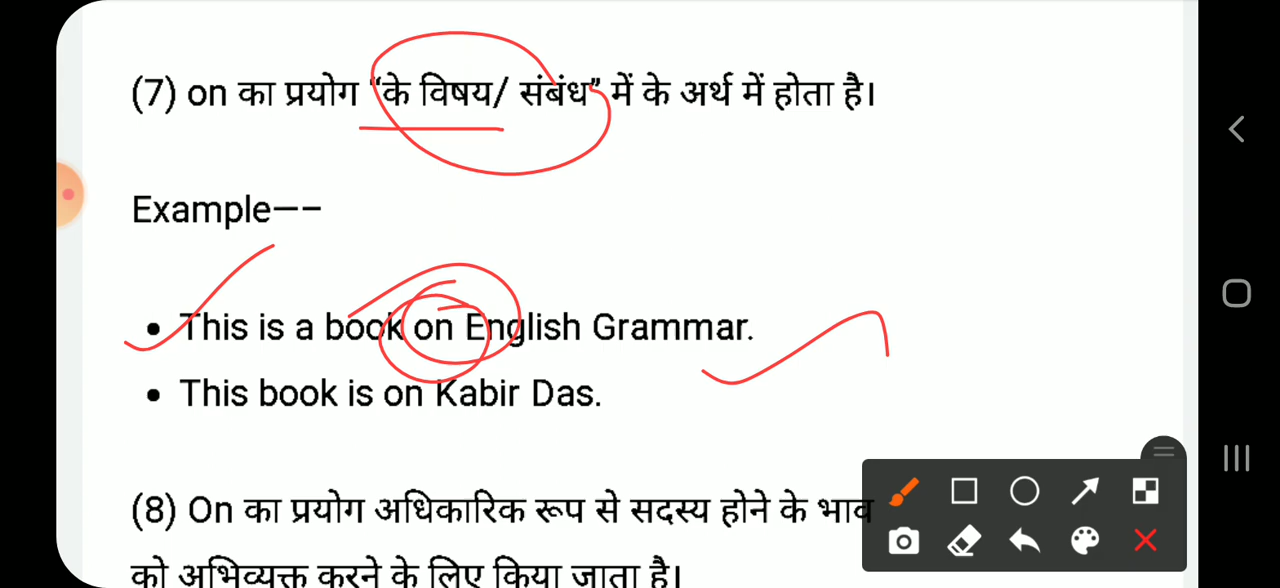 (7) on का प्रयोग “के विषय/ संबंध” में के अर्थ में होता है।
Example−−
• This is a book on English Grammar.
• This book is on Kabir Das.
(8) On का प्रयोग अधिकारिक रूप से सदस्य होने के भाव
को अभिव्यक्त करने के लिए किया जाता है।